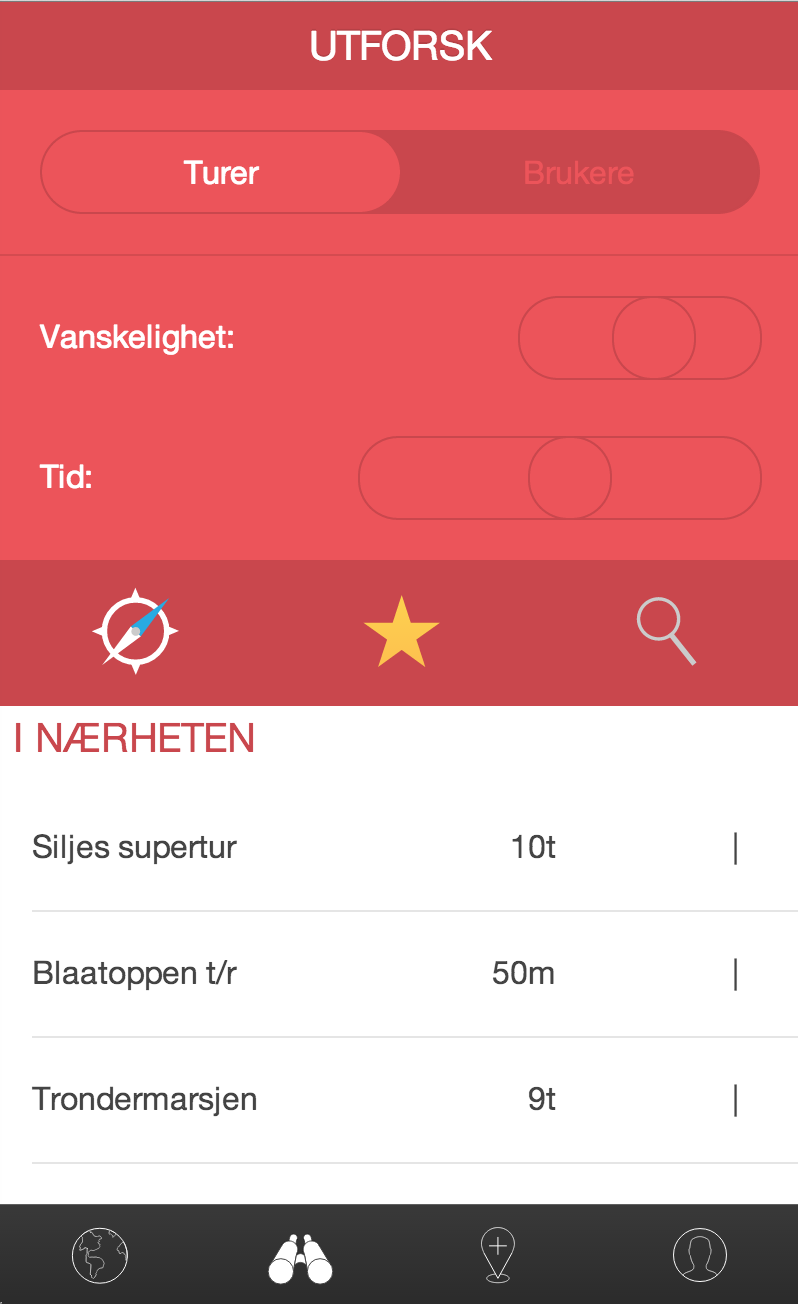 UTFORSK
Turer Brukere
Vanskelighet:
Tid:
I NÆRHETEN
Siljes supertur 10t |
Blaatoppen t/r 50m |
Trondermarsjen 9t |